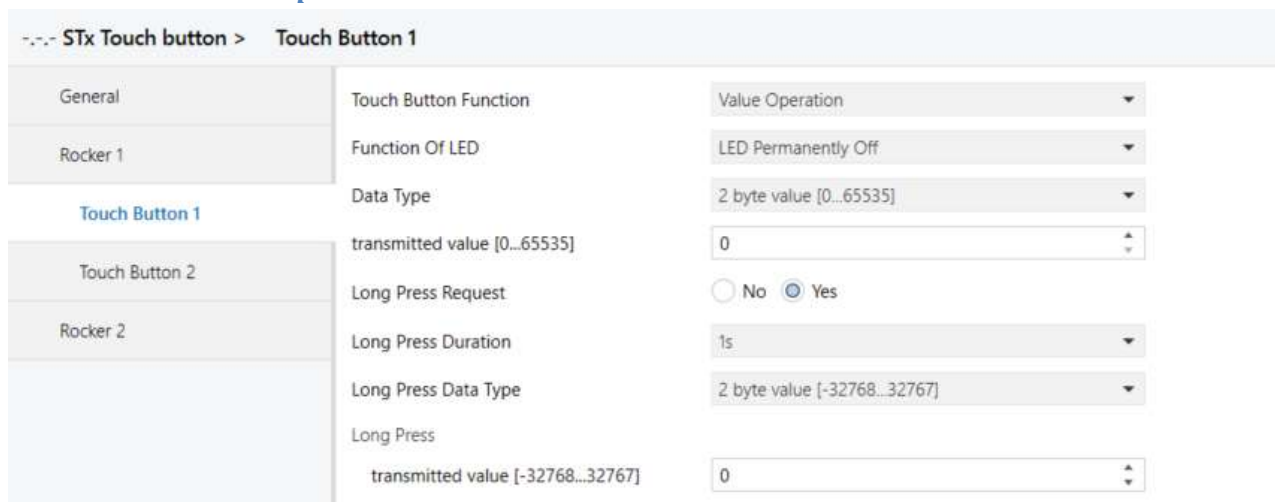 -.-.- STx Touch button > Touch Button 1
General
Rocker 1
Touch Button 1
Touch Button 2
Rocker 2
Touch Button Function Value Operation
Function Of LED LED Permanently Off
Data Type 2 byte value [0...65535]
transmitted value [0...65535] 0
Long Press Request No Yes
Long Press Duration 1s
Long Press Data Type 2 byte value [-32768...32767]
Long Press
transmitted value [-32768...32767] 0